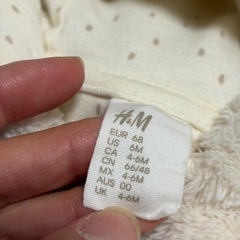 H&M
EUR 68
US 6M
CA 4-6M
CN 66/48
MX 4-6M
AUS 00
UK 4-6M